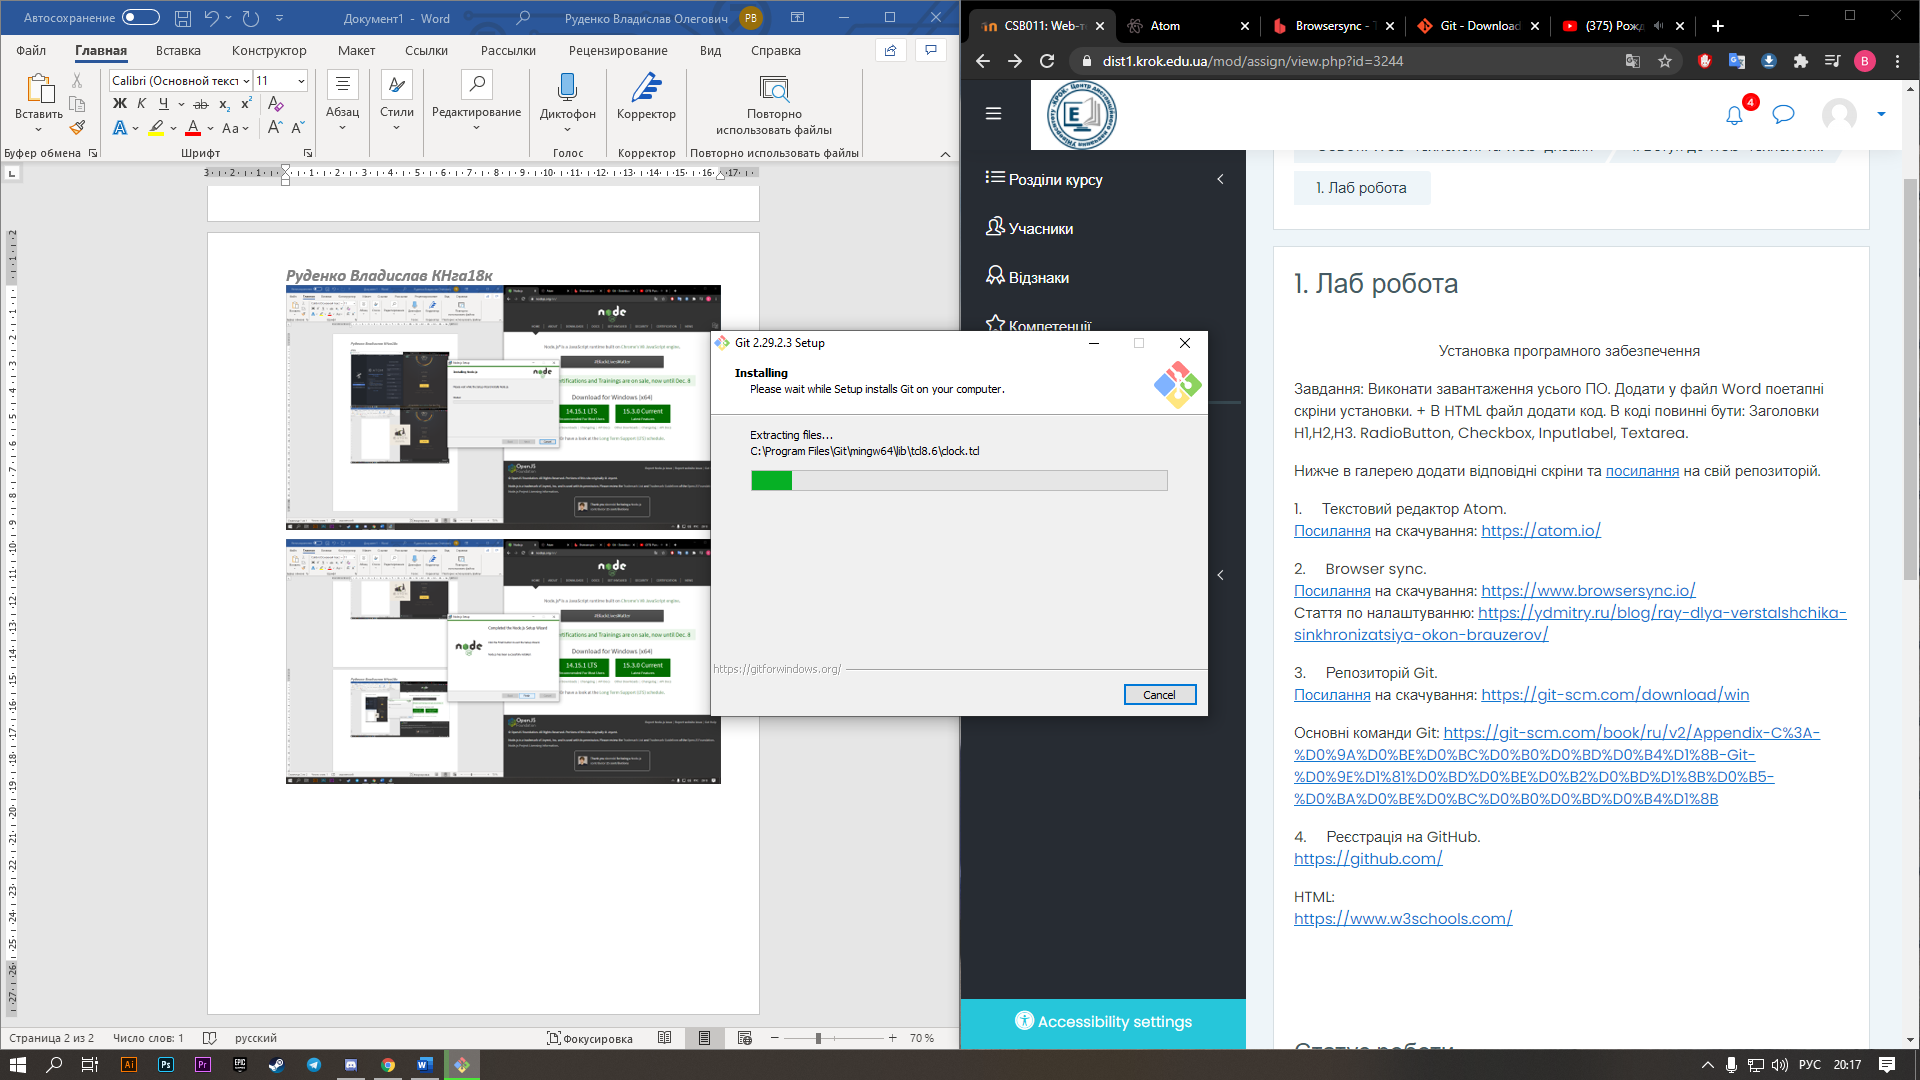 Автосохранение
Документ1 - Word
Руденко Владислав Олегович
РВ
Файл Главная Вставка Конструктор Макет Ссылки Рассылки Рецензирование Вид Справка
Calibri (Основной текст 11
Вставить
Абзац
Стили
Редактирование
Диктофон
Корректор
Повторно использовать файлы
Буфер обмена
Шрифт
Голос
Корректор
Повторно использовать файлы
Руденко Владислав КНга18к
Страница 2 из 2
Число слов: 1
русский
Фокусировка
70 %
CSB011: Web-т
Atom
Browsersync - T
Git - Download
(375) Рожд
dist1.krok.edu.ua/mod/assign/view.php?id=3244
4
Розділи курсу
Учасники
Відзнаки
Компетенції
Accessibility settings
1. Лаб робота
1. Лаб робота
Установка програмного забезпечення
Завдання: Виконати завантаження усього ПО. Додати у файл Word поетапні
скріни установки. + В HTML файл додати код. В коді повинні бути: Заголовки
H1,H2,H3. RadioButton, Checkbox, Inputlabel, Textarea.
Нижче в галерею додати відповідні скріни та посилання на свій репозиторій.
1. Текстовий редактор Atom.
Посилання на скачування: https://atom.io/
2. Browser sync.
Посилання на скачування: https://www.browsersync.io/
Стаття по налаштуванню: https://ydmitry.ru/blog/ray-dlya-verstalshchika-
sinkhronizatsiya-okon-brauzerov/
3. Репозиторій Git.
Посилання на скачування: https://git-scm.com/download/win
Основні команди Git: https://git-scm.com/book/ru/v2/Appendix-C%3A-
%D0%9A%D0%BE%D0%BC%D0%B0%D0%BD%D0%B4%D1%8B-Git-
%D0%9E%D1%81%D0%BD%D0%BE%D0%B2%D0%BD%D1%8B%D0%B5-
%D0%BA%D0%BE%D0%BC%D0%B0%D0%BD%D0%B4%D1%8B
4. Реєстрація на GitHub.
https://github.com/
HTML:
https://www.w3schools.com/
Git 2.29.2.3 Setup
Installing
Please wait while Setup installs Git on your computer.
Extracting files...
C:\Program Files\Git\mingw64\lib\tcl8.6\clock.tcl
https://gitforwindows.org/
Cancel
РУС
20:17